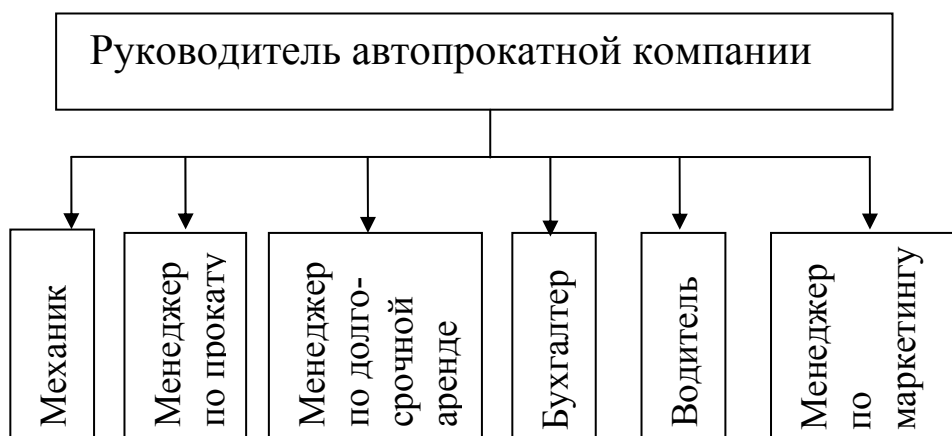 Руководитель автопрокатной компании
Механик
Менеджер
по прокату
Менеджер
по долго-
срочной
аренде
Бухгалтер
Водитель
Менеджер
по
маркетингу